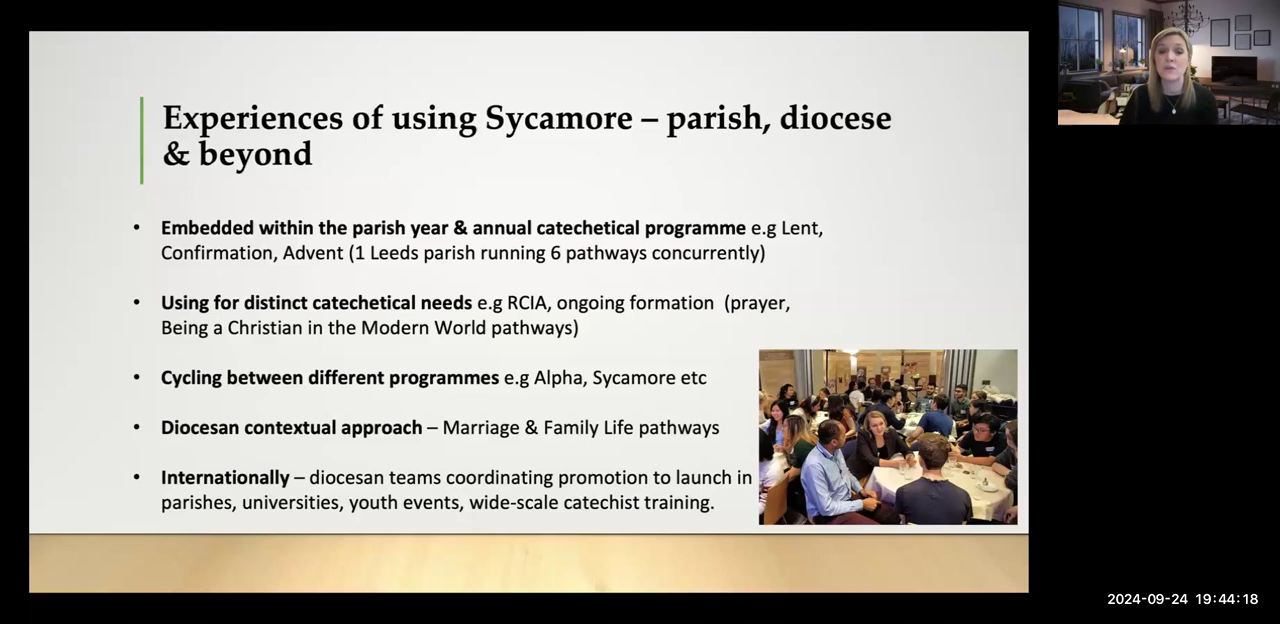 Experiences of using Sycamore – parish, diocese
& beyond
• Embedded within the parish year & annual catechetical programme e.g Lent,
Confirmation, Advent (1 Leeds parish running 6 pathways concurrently)
• Using for distinct catechetical needs e.g RCIA, ongoing formation (prayer,
Being a Christian in the Modern World pathways)
• Cycling between different programmes e.g Alpha, Sycamore etc
• Diocesan contextual approach – Marriage & Family Life pathways
• Internationally – diocesan teams coordinating promotion to launch in
parishes, universities, youth events, wide-scale catechist training.
2024-09-24 19:44:18